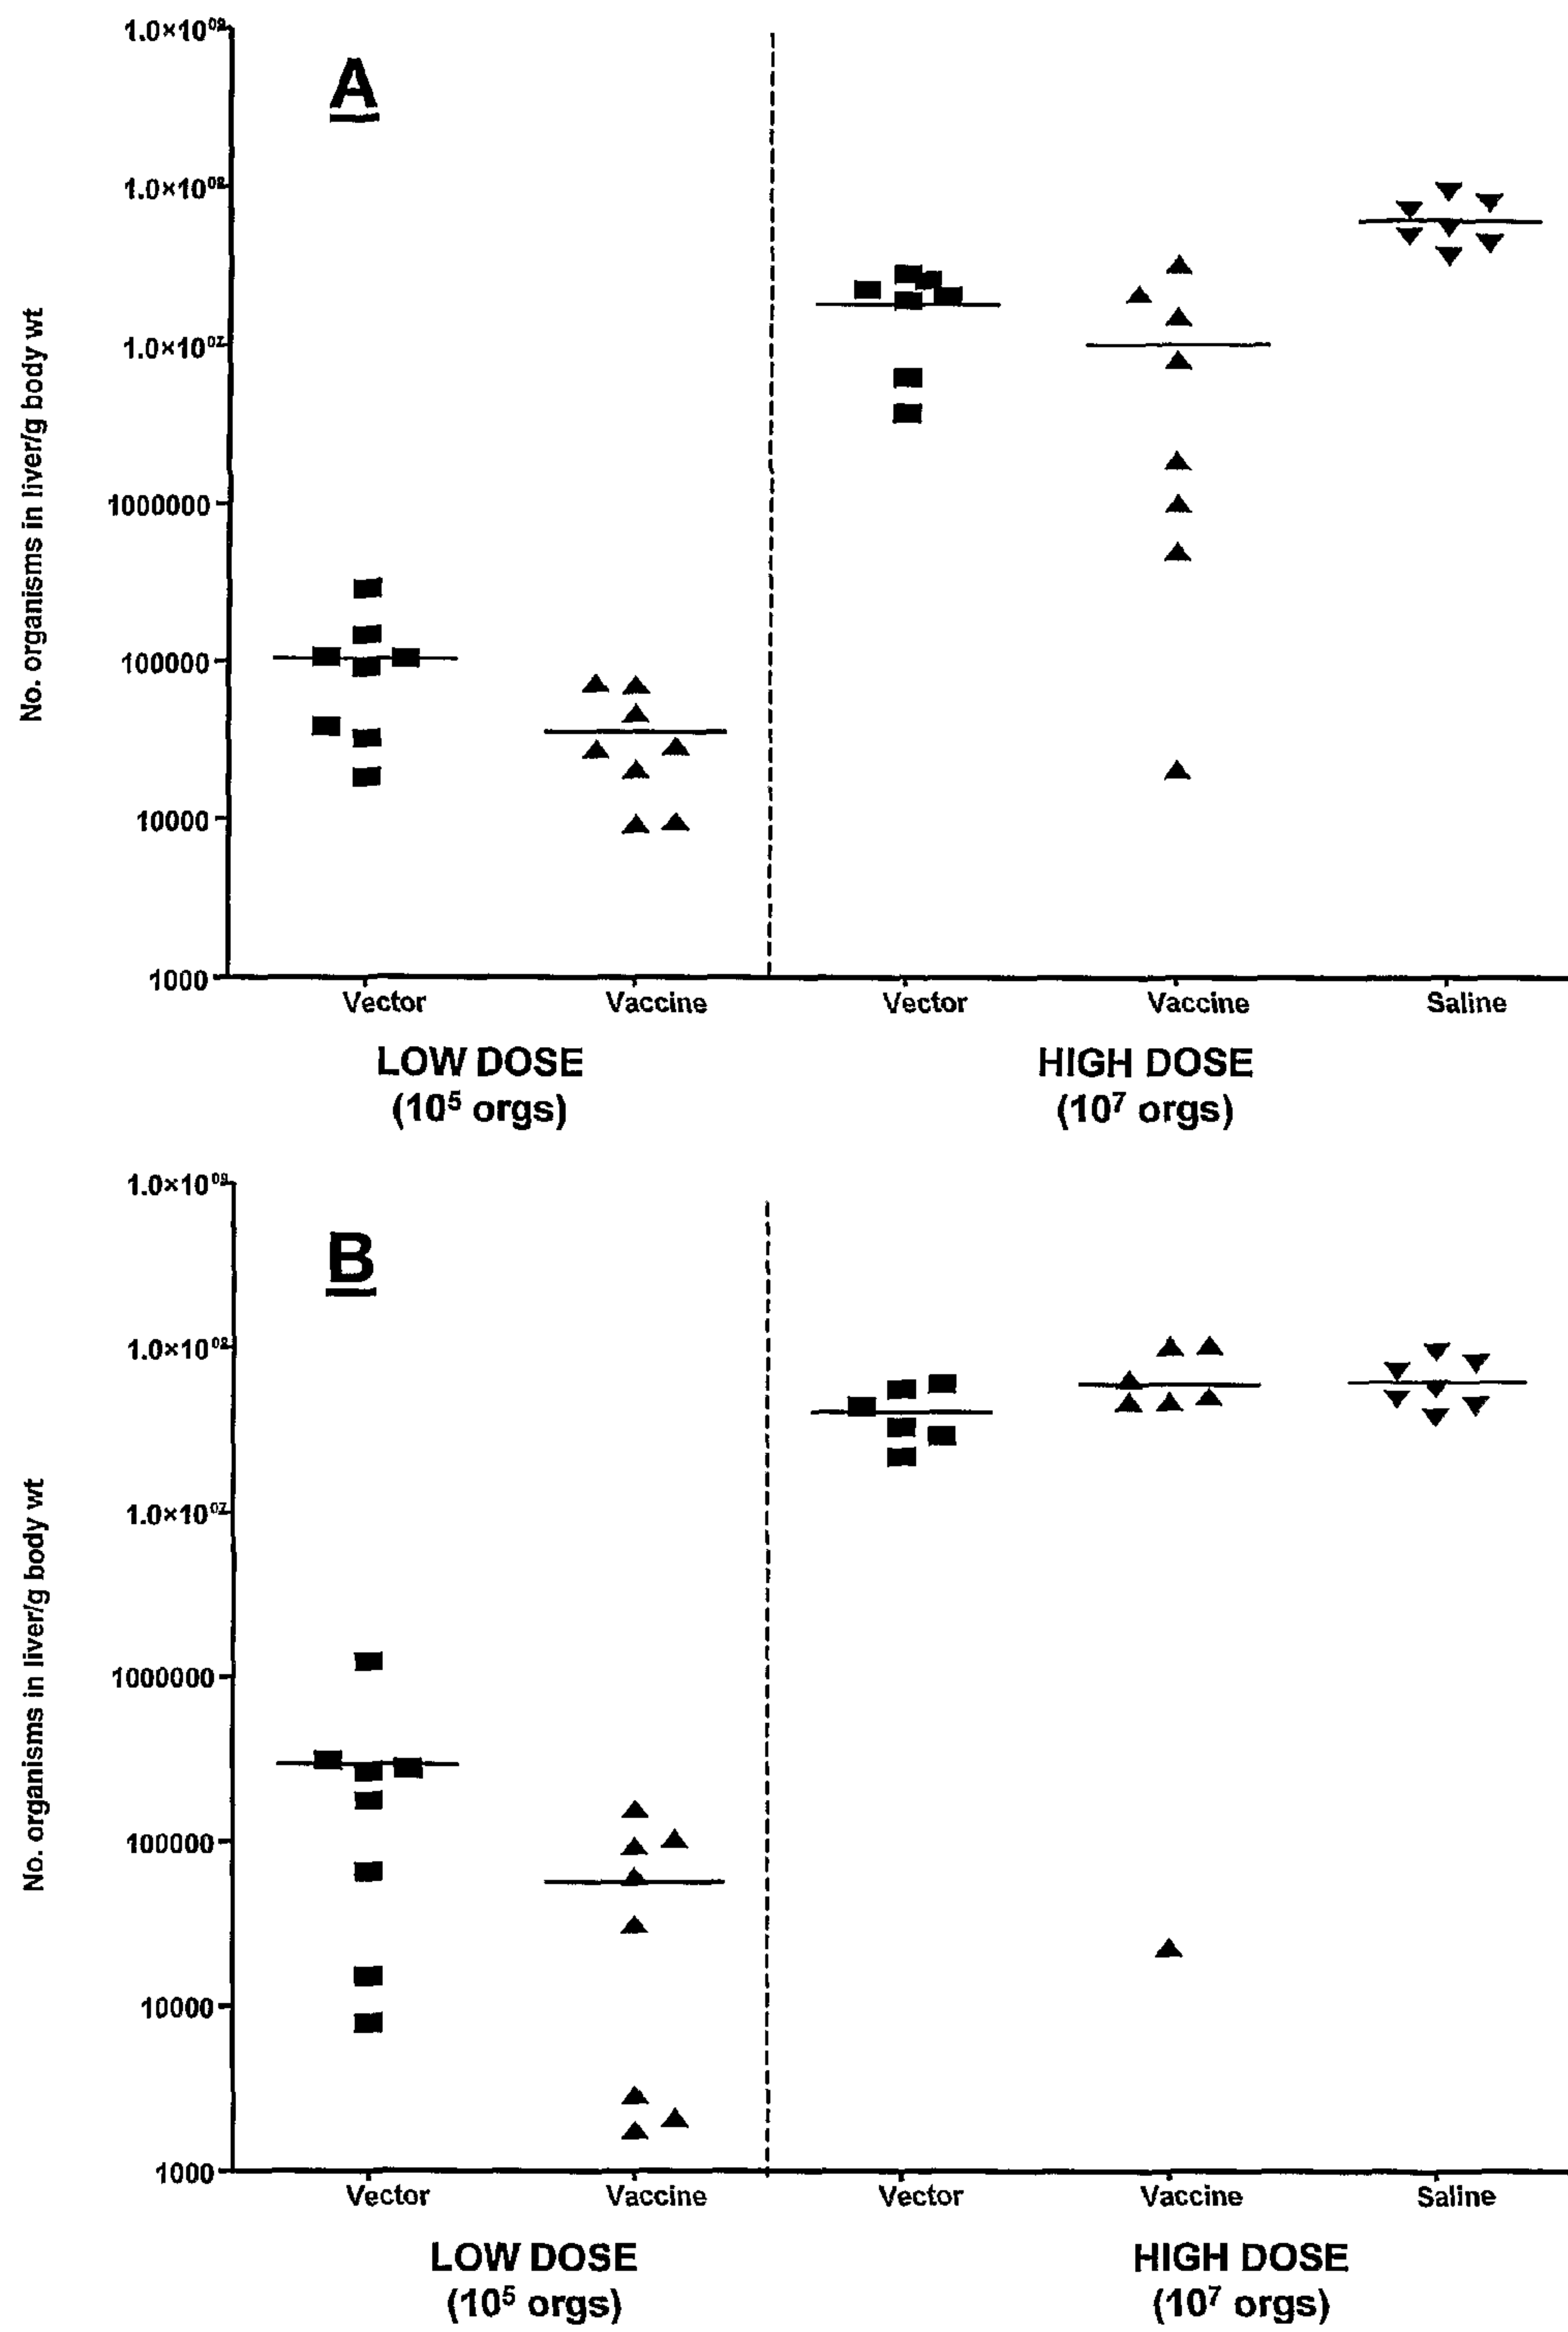 A
No. organisms in liver/g body wt
1.0×10⁰⁹
1.0×10⁰⁸
1.0×10⁰⁷
1000000
100000
10000
1000
Vector Vaccine Vector Vaccine Saline
LOW DOSE HIGH DOSE
(10⁵ orgs) (10⁷ orgs)
B
No. organisms in liver/g body wt
1.0×10⁰⁹
1.0×10⁰⁸
1.0×10⁰⁷
1000000
100000
10000
1000
Vector Vaccine Vector Vaccine Saline
LOW DOSE HIGH DOSE
(10⁵ orgs) (10⁷ orgs)